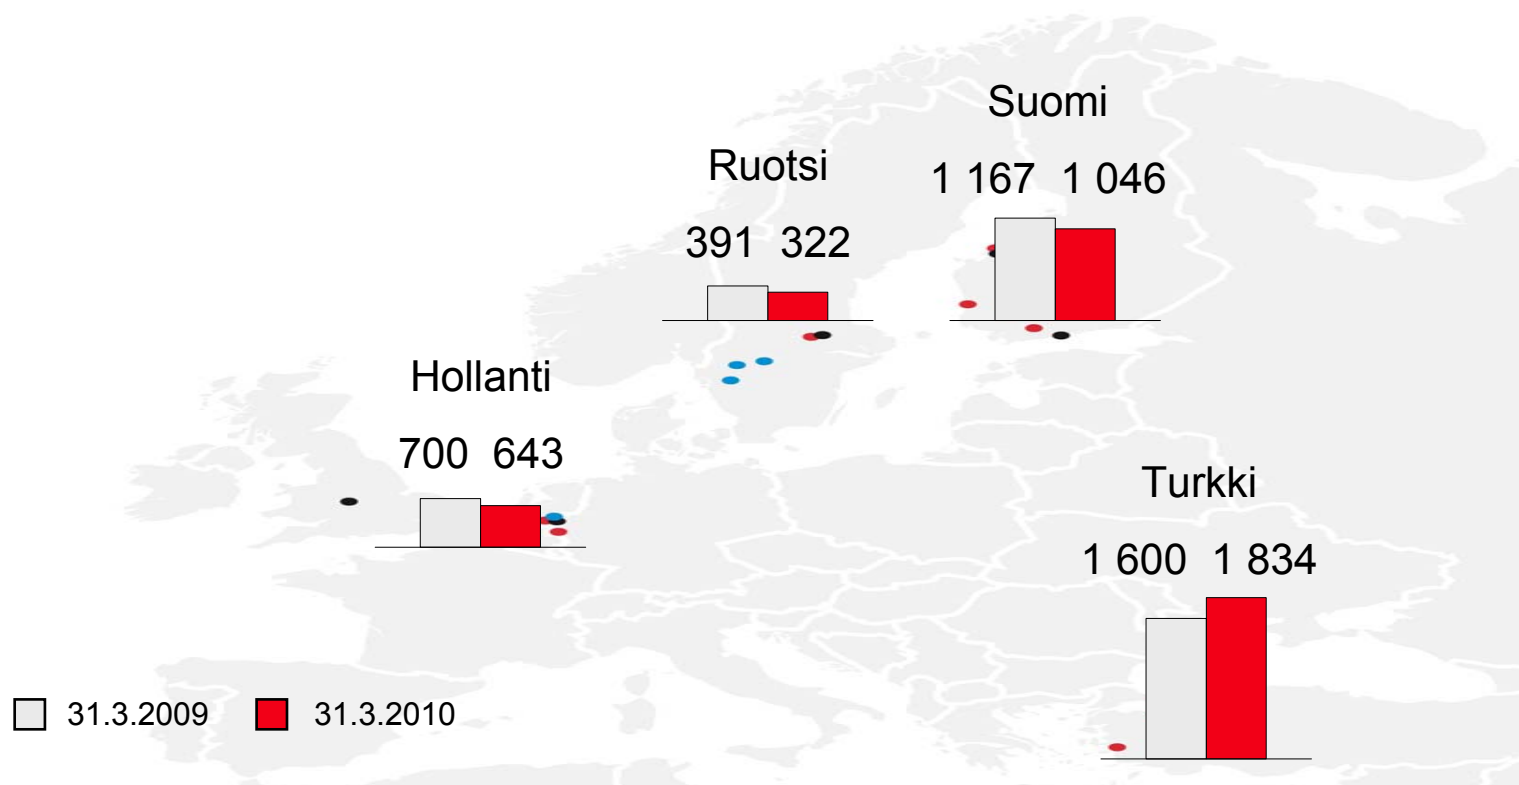 Suomi
1 167 1 046
Ruotsi
391 322
Hollanti
700 643
Turkki
1 600 1 834
31.3.2009 31.3.2010